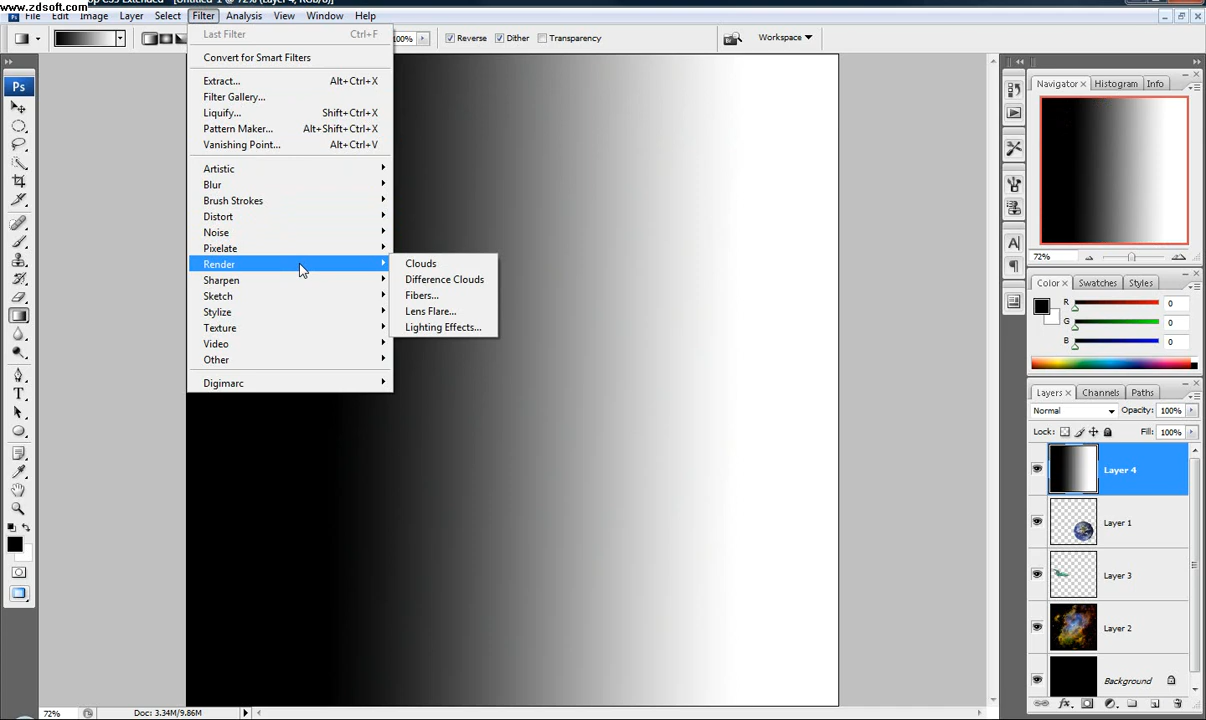 www.zdsoft.com
File Edit Image Layer Select Filter Analysis View Window Help
100% Reverse Dither Transparency Workspace
Last Filter Ctrl+F
Convert for Smart Filters
Extract... Alt+Ctrl+X
Filter Gallery...
Liquify... Shift+Ctrl+X
Pattern Maker... Alt+Shift+Ctrl+X
Vanishing Point... Alt+Ctrl+V
Artistic
Blur
Brush Strokes
Distort
Noise
Pixelate
Render
Sharpen
Sketch
Stylize
Texture
Video
Other
Digimarc
Clouds
Difference Clouds
Fibers...
Lens Flare...
Lighting Effects...
Ps
T
A
Navigator × Histogram Info
72%
Color × Swatches Styles
R 0
G 0
B 0
Layers × Channels Paths
Normal Opacity: 100%
Lock: Fill: 100%
Layer 4
Layer 1
Layer 3
Layer 2
Background
72% Doc: 3.34M/9.86M